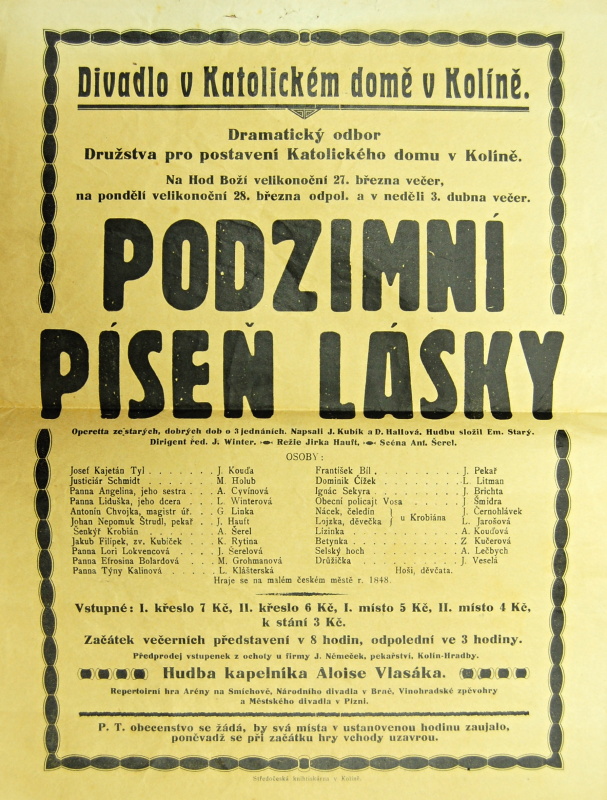 Divadlo v Katolickém domě v Kolíně.
Dramatický odbor
Družstva pro postavení Katolického domu v Kolíně.
Na Hod Boží velikonoční 27. března večer,
na pondělí velikonoční 28. března odpol. a v neděli 3. dubna večer.
PODZIMNÍ
PÍSEŇ LÁSKY
Operetta ze starých, dobrých dob o 3 jednáních. Napsali J. Kubík a D. Hallová. Hudbu složil Em. Starý.
Dirigent řed. J. Winter. Režie Jirka Hauft. Scéna Ant. Šerel.
OSOBY:
Josef Kajetán Tyl . . . . . . . J. Kouďa
Justiciár Schmidt . . . . . . . M. Holub
Panna Angelina, jeho sestra . . . A. Cyvínová
Panna Liduška, jeho dcera . . . . L. Winterová
Antonín Chvojka, magistr úř. . . . G Linka
Johan Nepomuk Štrudl, pekař . . J. Hauft
Šenkýř Krobián . . . . . . . A. Šerel
Jakub Filípek, zv. Kubíček . . . K. Rytina
Panna Lori Lokvencová . . . . . J. Šerelová
Panna Efrosina Bolardová . . . . M. Grohmanová
Panna Týny Kalinová . . . . . L. Klášterská
František Bíl . . . . . . . . J. Pekař
Dominik Čížek . . . . . . . . L. Litman
Ignác Sekyra . . . . . . . . J. Brichta
Obecní policajt Vosa . . . . . J. Šmidra
Nácek, čeledín } u Krobiána . . J. Černohlávek
Lojzka, děvečka } . . L. Jarošová
Lízinka . . . . . . . . . A. Kouďová
Betynka . . . . . . . . . Z Kučerová
Selský hoch . . . . . . . . A. Lečbych
Družička . . . . . . . . . J. Veselá
Hoši, děvčata.
Hraje se na malém českém městě r. 1848.
Vstupné: I. křeslo 7 Kč, II. křeslo 6 Kč, I. místo 5 Kč, II. místo 4 Kč,
k stání 3 Kč.
Začátek večerních představení v 8 hodin, odpolední ve 3 hodiny.
Předprodej vstupenek z ochoty u firmy J. Němeček, pekařství, Kolín-Hradby.
Hudba kapelníka Aloise Vlasáka.
Repertoirní hra Arény na Smíchově, Národního divadla v Brně, Vinohradské zpěvohry
a Městského divadla v Plzni.
P. T. obecenstvo se žádá, by svá místa v ustanovenou hodinu zaujalo,
poněvadž se při začátku hry vchody uzavrou.
Středočeská knihtiskárna v Kolíně.